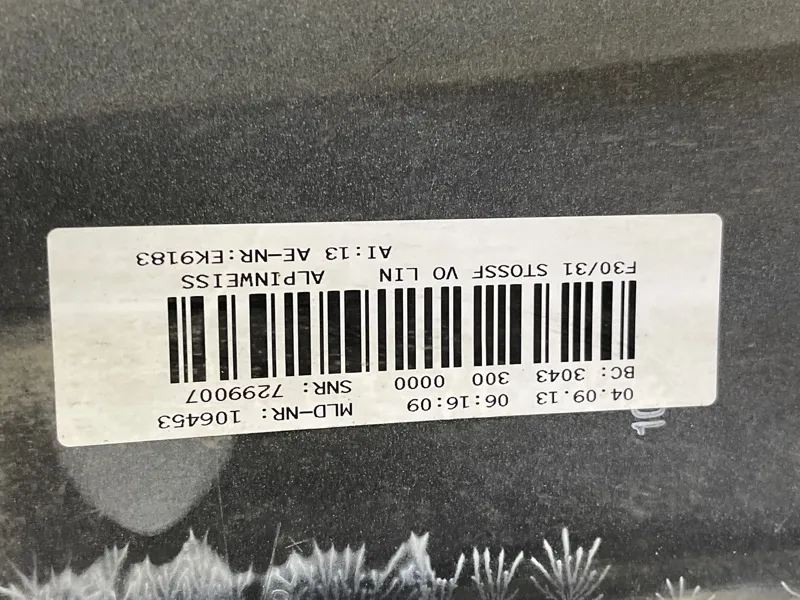 04.09.13 06:16:09 MLD-NR: 106453
BC: 3043 300 0000 SNR: 7299007
F30/31 STOSSF VO LIN ALPINWEISS
AI:13 AE-NR:EK9183